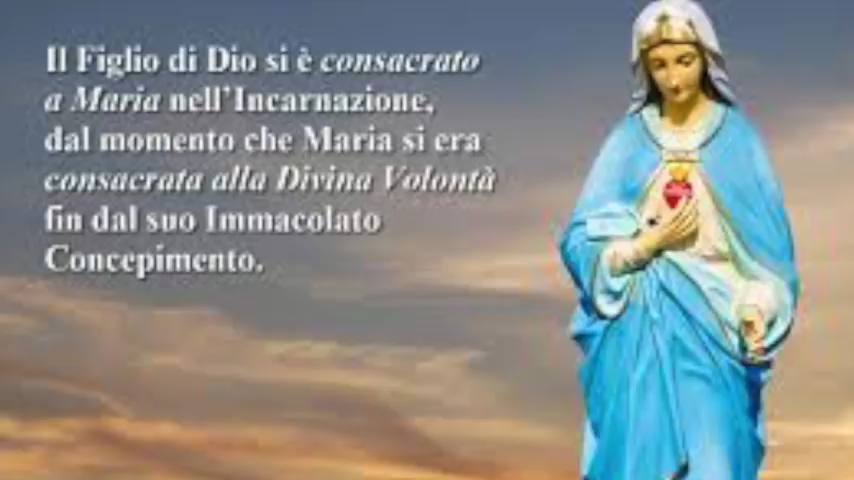 Il Figlio di Dio si è consacrato
a Maria nell'Incarnazione,
dal momento che Maria si era
consacrata alla Divina Volontà
fin dal suo Immacolato
Concepimento.